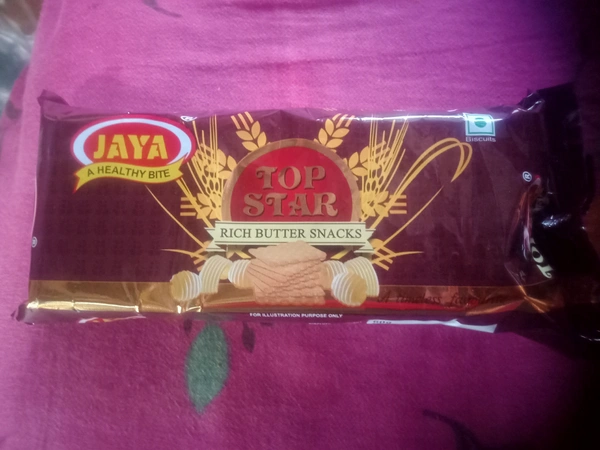 JAYA
A HEALTHY BITE
TOP
STAR
RICH BUTTER SNACKS
Biscuits
FOR ILLUSTRATION PURPOSE ONLY